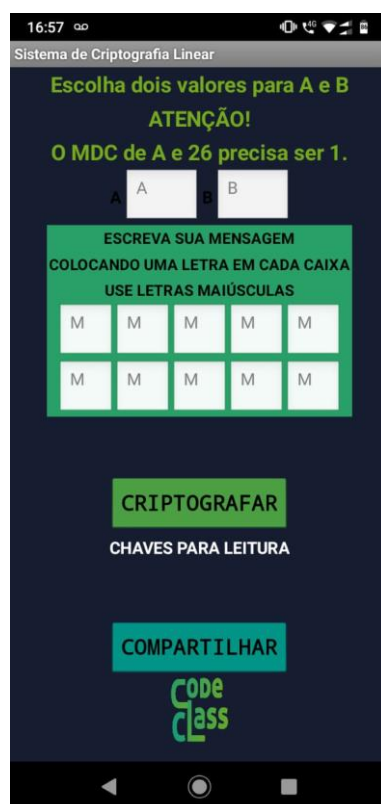 16:57
4G
Sistema de Criptografia Linear
Escolha dois valores para A e B
ATENÇÃO!
O MDC de A e 26 precisa ser 1.
A A B B
ESCREVA SUA MENSAGEM
COLOCANDO UMA LETRA EM CADA CAIXA
USE LETRAS MAIÚSCULAS
M M M M M
M M M M M
CRIPTOGRAFAR
CHAVES PARA LEITURA
COMPARTILHAR
CODE
CLASS